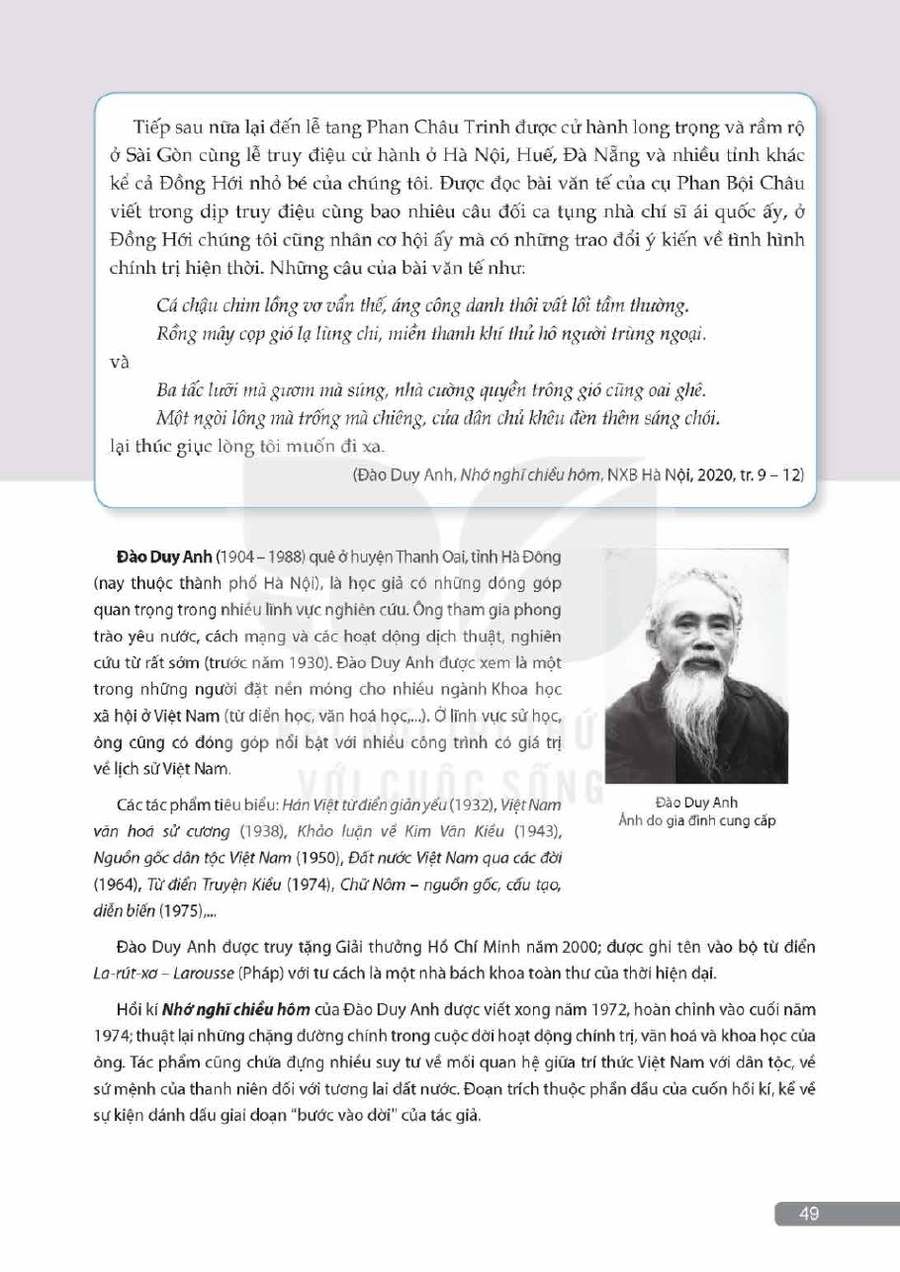 Tiếp sau nữa lại đến lễ tang Phan Châu Trinh được cử hành long trọng và rầm rộ
ở Sài Gòn cùng lễ truy điệu cử hành ở Hà Nội, Huế, Đà Nẵng và nhiều tỉnh khác
kể cả Đồng Hới nhỏ bé của chúng tôi. Được đọc bài văn tế của cụ Phan Bội Châu
viết trong dịp truy điệu cùng bao nhiêu câu đối ca tụng nhà chí sĩ ái quốc ấy, ở
Đồng Hới chúng tôi cũng nhân cơ hội ấy mà có những trao đổi ý kiến về tình hình
chính trị hiện thời. Những câu của bài văn tế như:
Cá chậu chim lồng vơ vẩn thế, áng công danh thôi vất lối tầm thường.
Rồng mây cọp gió lạ lùng chi, miền thanh khí thử hô người trùng ngoại.
và
Ba tấc lưỡi mà gươm mà súng, nhà cường quyền trông gió cũng oai ghê.
Một ngòi lông mà trống mà chiêng, cửa dân chủ khêu đèn thêm sáng chói.
lại thúc giục lòng tôi muốn đi xa.
(Đào Duy Anh, Nhớ nghĩ chiều hôm, NXB Hà Nội, 2020, tr. 9 – 12)
Đào Duy Anh (1904 – 1988) quê ở huyện Thanh Oai, tỉnh Hà Đông
(nay thuộc thành phố Hà Nội), là học giả có những đóng góp
quan trọng trong nhiều lĩnh vực nghiên cứu. Ông tham gia phong
trào yêu nước, cách mạng và các hoạt động dịch thuật, nghiên
cứu từ rất sớm (trước năm 1930). Đào Duy Anh được xem là một
trong những người đặt nền móng cho nhiều ngành Khoa học
xã hội ở Việt Nam (từ điển học, văn hoá học,...). Ở lĩnh vực sử học,
ông cũng có đóng góp nổi bật với nhiều công trình có giá trị
về lịch sử Việt Nam.
Các tác phẩm tiêu biểu: Hán Việt từ điển giản yếu (1932), Việt Nam
văn hoá sử cương (1938), Khảo luận về Kim Vân Kiều (1943),
Nguồn gốc dân tộc Việt Nam (1950), Đất nước Việt Nam qua các đời
(1964), Từ điển Truyện Kiều (1974), Chữ Nôm – nguồn gốc, cấu tạo,
diễn biến (1975),...
Đào Duy Anh
Ảnh do gia đình cung cấp
Đào Duy Anh được truy tặng Giải thưởng Hồ Chí Minh năm 2000; được ghi tên vào bộ từ điển
La-rút-xơ – Larousse (Pháp) với tư cách là một nhà bách khoa toàn thư của thời hiện đại.
Hồi kí Nhớ nghĩ chiều hôm của Đào Duy Anh được viết xong năm 1972, hoàn chỉnh vào cuối năm
1974; thuật lại những chặng đường chính trong cuộc đời hoạt động chính trị, văn hoá và khoa học của
ông. Tác phẩm cũng chứa đựng nhiều suy tư về mối quan hệ giữa trí thức Việt Nam với dân tộc, về
sứ mệnh của thanh niên đối với tương lai đất nước. Đoạn trích thuộc phần đầu của cuốn hồi kí, kể về
sự kiện đánh dấu giai đoạn "bước vào đời" của tác giả.
VỚI CUỘC SỐNG
49